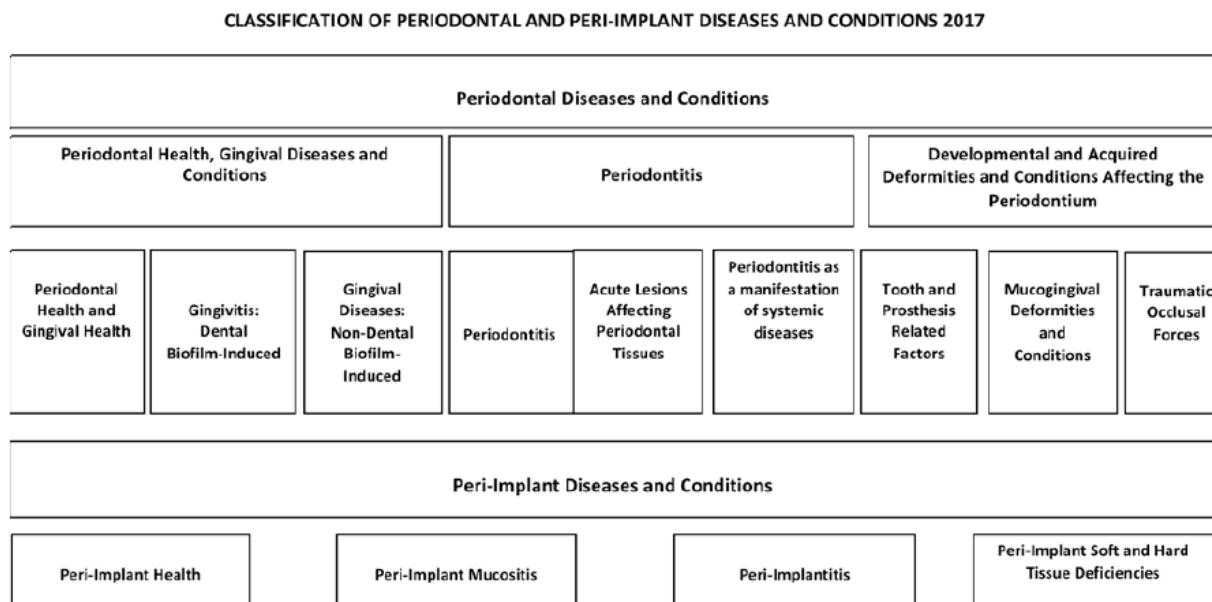 CLASSIFICATION OF PERIODONTAL AND PERI-IMPLANT DISEASES AND CONDITIONS 2017
Periodontal Diseases and Conditions
Periodontal Health, Gingival Diseases and
Conditions
Periodontitis
Developmental and Acquired
Deformities and Conditions Affecting the
Periodontium
Periodontal
Health and
Gingival Health
Gingivitis:
Dental
Biofilm-Induced
Gingival
Diseases:
Non-Dental
Biofilm-
Induced
Periodontitis
Acute Lesions
Affecting
Periodontal
Tissues
Periodontitis as
a manifestation
of systemic
diseases
Tooth and
Prosthesis
Related
Factors
Mucogingival
Deformities
and
Conditions
Traumatic
Occlusal
Forces
Peri-Implant Diseases and Conditions
Peri-Implant Health
Peri-Implant Mucositis
Peri-Implantitis
Peri-Implant Soft and Hard
Tissue Deficiencies